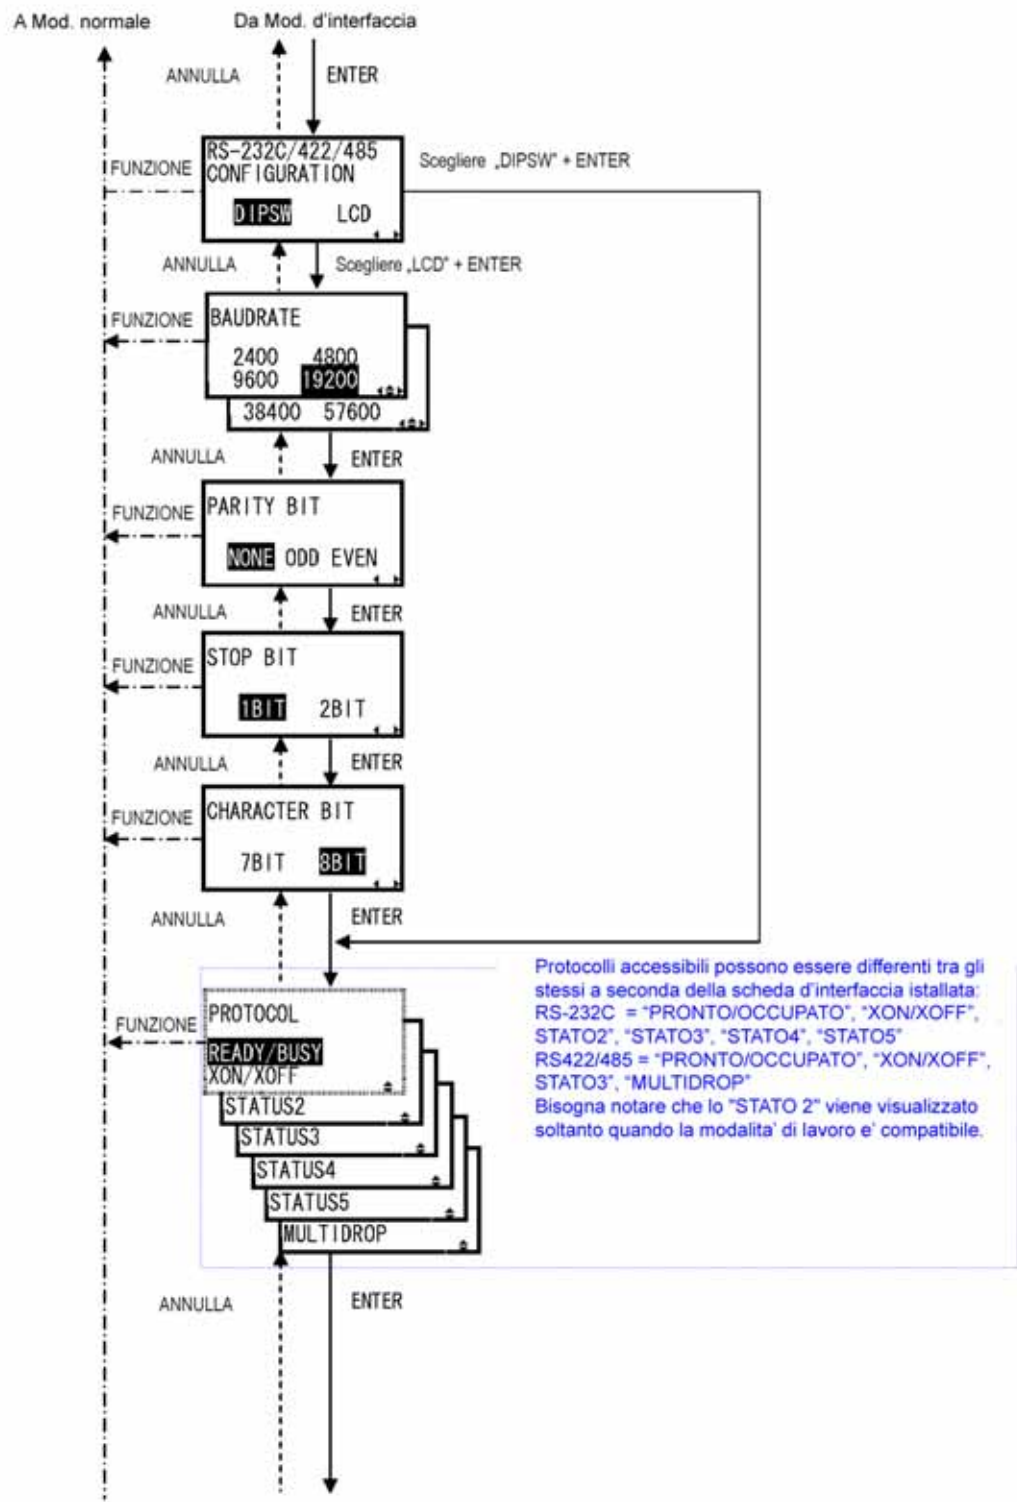 A Mod. normale
Da Mod. d'interfaccia
ANNULLA
ENTER
RS-232C/422/485
CONFIGURATION
DIPSW LCD
FUNZIONE
Scegliere „DIPSW" + ENTER
ANNULLA
Scegliere „LCD" + ENTER
FUNZIONE
BAUDRATE
2400 4800
9600 19200
38400 57600
ANNULLA
ENTER
FUNZIONE
PARITY BIT
NONE ODD EVEN
ANNULLA
ENTER
FUNZIONE
STOP BIT
1BIT 2BIT
ANNULLA
ENTER
FUNZIONE
CHARACTER BIT
7BIT 8BIT
ANNULLA
ENTER
Protocolli accessibili possono essere differenti tra gli
stessi a seconda della scheda d'interfaccia istallata:
RS-232C = "PRONTO/OCCUPATO", "XON/XOFF",
STATO2", "STATO3", "STATO4", "STATO5"
RS422/485 = "PRONTO/OCCUPATO", "XON/XOFF",
STATO3", "MULTIDROP"
Bisogna notare che lo "STATO 2" viene visualizzato
soltanto quando la modalita' di lavoro e' compatibile.
FUNZIONE
PROTOCOL
READY/BUSY
XON/XOFF
STATUS2
STATUS3
STATUS4
STATUS5
MULTIDROP
ANNULLA
ENTER